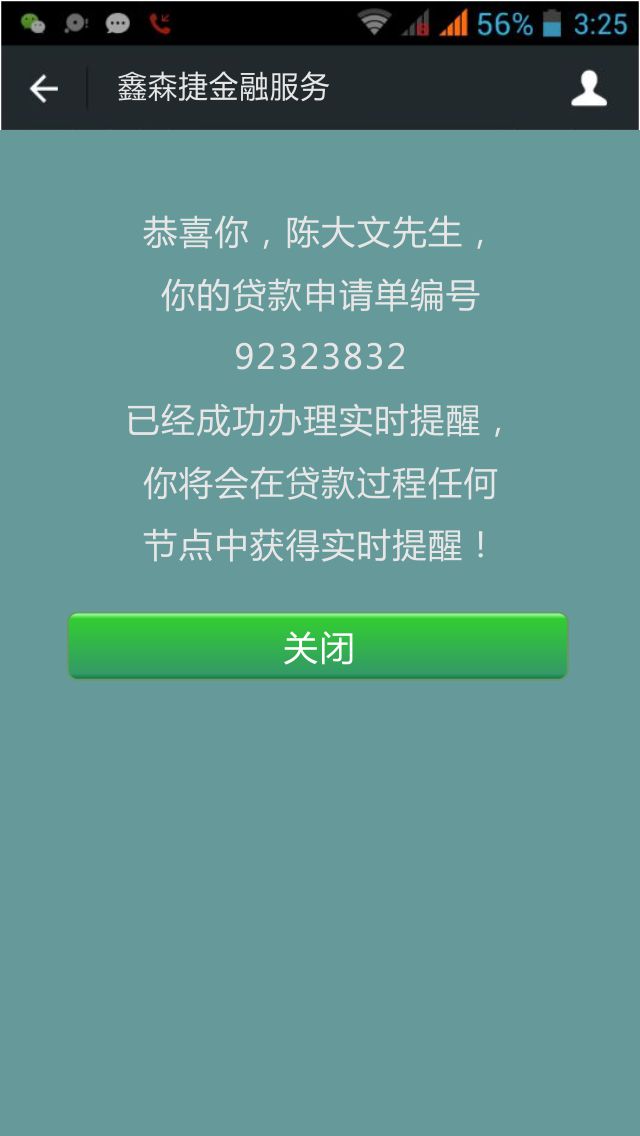 56% 3:25
鑫森捷金融服务
恭喜你，陈大文先生，
你的贷款申请单编号
92323832
已经成功办理实时提醒，
你将会在贷款过程任何
节点中获得实时提醒！
关闭